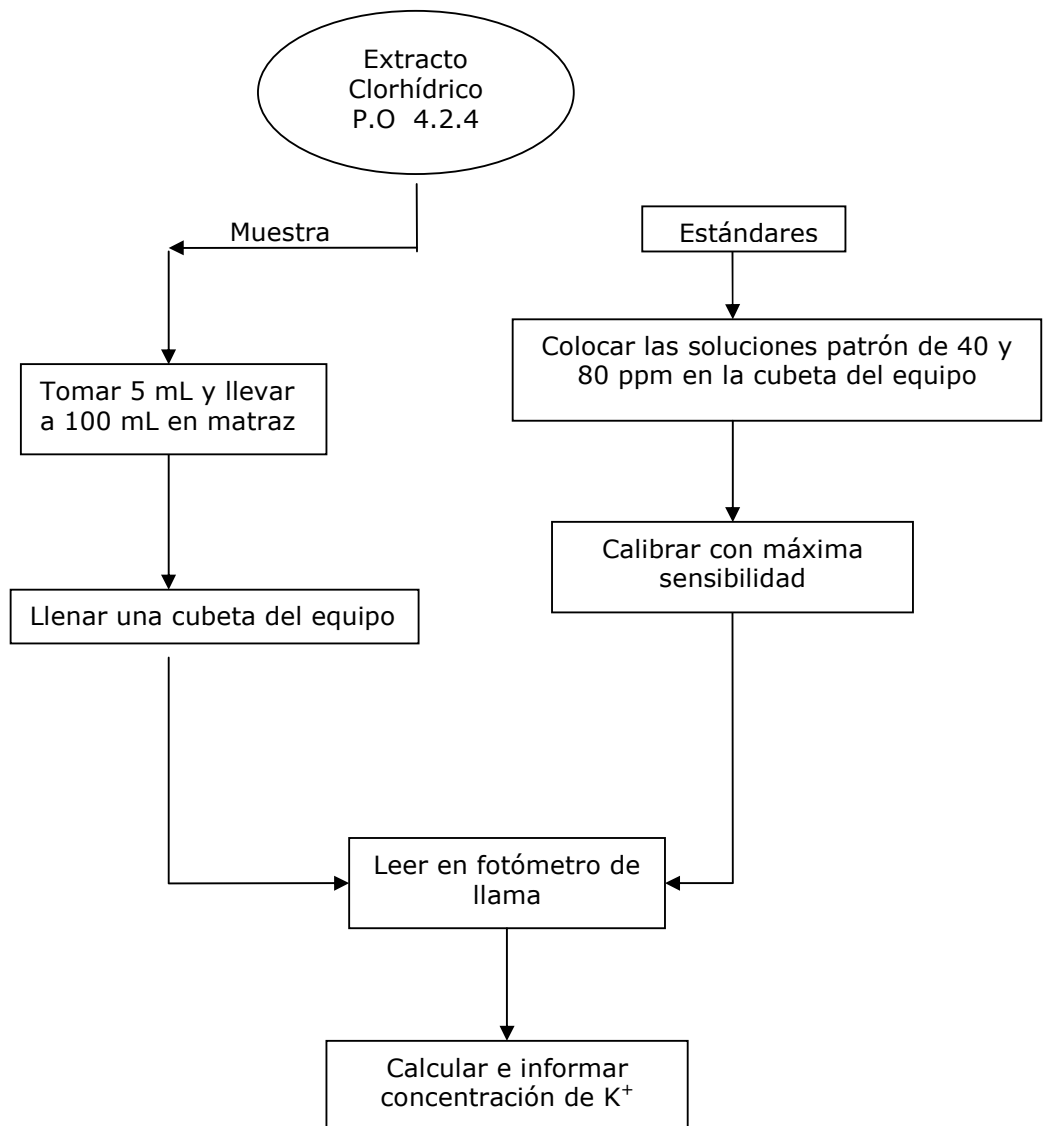 Extracto
Clorhídrico
P.O 4.2.4
Muestra
Tomar 5 mL y llevar
a 100 mL en matraz
Llenar una cubeta del equipo
Estándares
Colocar las soluciones patrón de 40 y
80 ppm en la cubeta del equipo
Calibrar con máxima
sensibilidad
Leer en fotómetro de
llama
Calcular e informar
concentración de K⁺